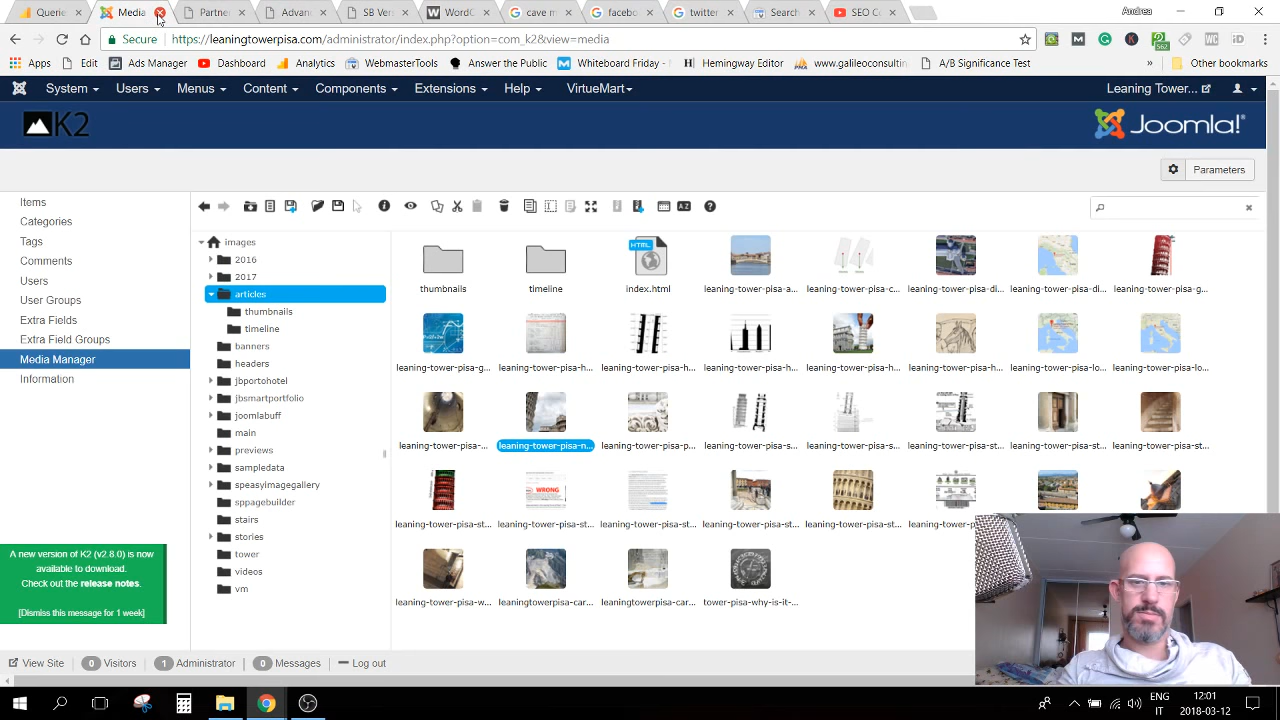 Querie
Media
Partner
Advan
SB Ver
WordC
cave m
faceb
twitter
Search
SEO C
Andrea
Secure
https://leaningtowerpisa.com/administrator/index.php?option=com_k2&view=media
Apps
Edit
Ads Manager
Dashboard
Analytics
WebmasterTools
Answer the Public
Whiteboard Friday -
Hemingway Editor
www.galileoconsulti
A/B Significance Test
»
Other bookmarks
System
Users
Menus
Content
Components
Extensions
Help
VirtueMart
Leaning Tower...
K2
Joomla!
Parameters
Items
Categories
Tags
Comments
Users
User Groups
Extra Fields
Extra Field Groups
Media Manager
Information
images
2016
2017
articles
thumbnails
timeline
banners
headers
jbportohotel
jbsmartportfolio
joomlabuff
main
previews
sampledata
speasyimagegallery
sppagebuilder
stairs
stories
tower
videos
vm
HTML
thumbnails
timeline
index.html
leaning-tower-pisa-a...
leaning-tower-pisa-c...
leaning-tower-pisa-di...
leaning-tower-pisa-di...
leaning-tower-pisa-g...
leaning-tower-pisa-g...
leaning-tower-pisa-h...
leaning-tower-pisa-h...
leaning-tower-pisa-h...
leaning-tower-pisa-h...
leaning-tower-pisa-h...
leaning-tower-pisa-lo...
leaning-tower-pisa-lo...
leaning-tower-pisa-...
leaning-tower-pisa-n...
leaning-tower-pisa-p...
leaning-tower-pisa-s...
leaning-tower-pisa-s...
leaning-tower-pisa-st...
leaning-tower-pisa-st...
leaning-tower-pisa-st...
WRONG
leaning-tower-pisa-st...
leaning-tower-pisa-st...
leaning-tower-pisa-st...
leaning-tower-pisa-st...
leaning-tower-pisa-st...
leaning-tower-p
leaning-tower-pisa-w...
leaningtowerpisa-car...
leaningtowerpisa-car...
tower-pisa-why-is-it-...
A new version of K2 (v2.8.0) is now
available to download.
Check out the release notes.
[Dismiss this message for 1 week]
View Site
0 Visitors
1 Administrator
0 Messages
Log out
ENG
IT
12:01
2018-03-12